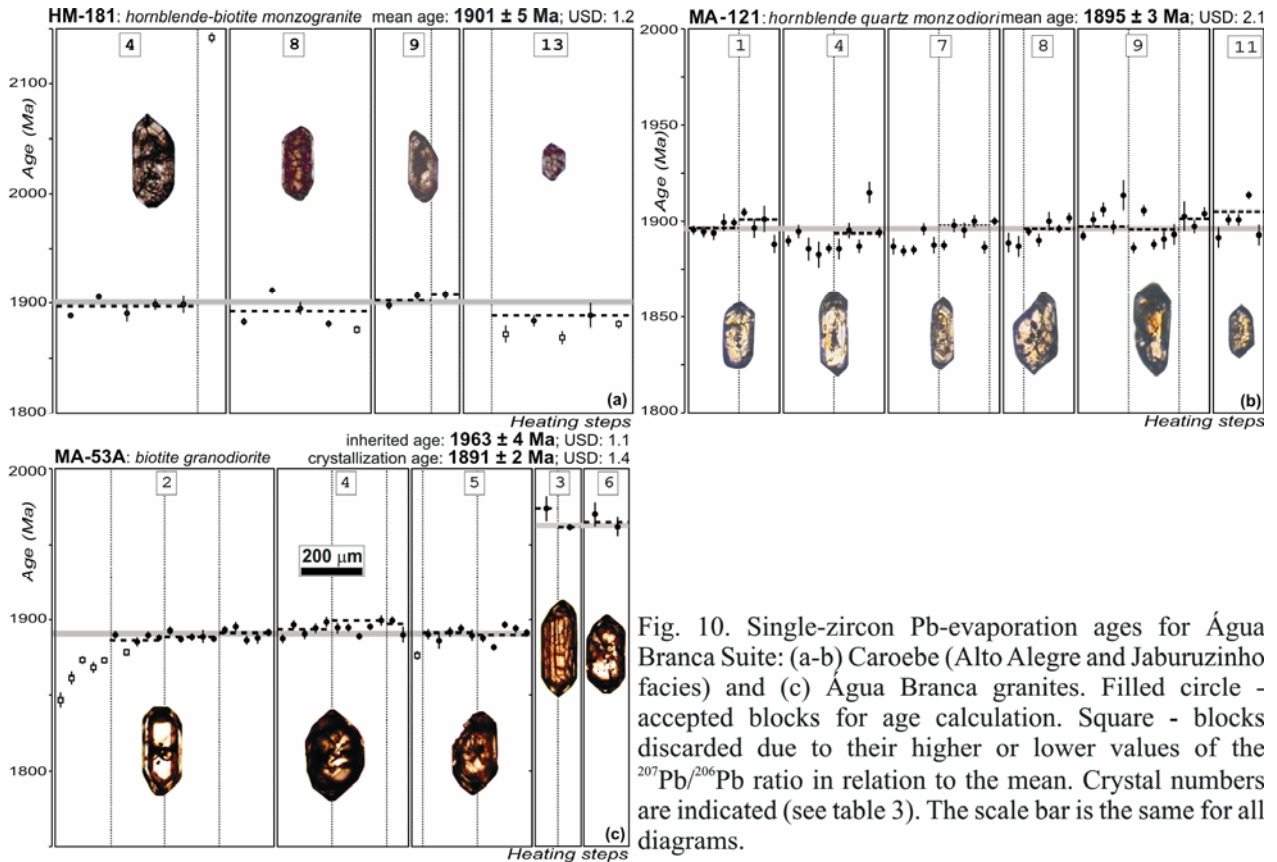 HM-181: hornblende-biotite monzogranite mean age: 1901 ± 5 Ma; USD: 1.2
4 8 9 13
Age (Ma)
2100
2000
1900
1800
(a)
Heating steps
MA-121: hornblende quartz monzodiori mean age: 1895 ± 3 Ma; USD: 2.1
2000
1 4 7 8 9 11
Age (Ma)
1950
1900
1850
1800
(b)
Heating steps
inherited age: 1963 ± 4 Ma; USD: 1.1
MA-53A: biotite granodiorite crystallization age: 1891 ± 2 Ma; USD: 1.4
2000
2 4 5 3 6
Age (Ma)
200 µm
1900
1800
(c)
Heating steps
Fig. 10. Single-zircon Pb-evaporation ages for Água
Branca Suite: (a-b) Caroebe (Alto Alegre and Jaburuzinho
facies) and (c) Água Branca granites. Filled circle -
accepted blocks for age calculation. Square - blocks
discarded due to their higher or lower values of the
²⁰⁷Pb/²⁰⁶Pb ratio in relation to the mean. Crystal numbers
are indicated (see table 3). The scale bar is the same for all
diagrams.